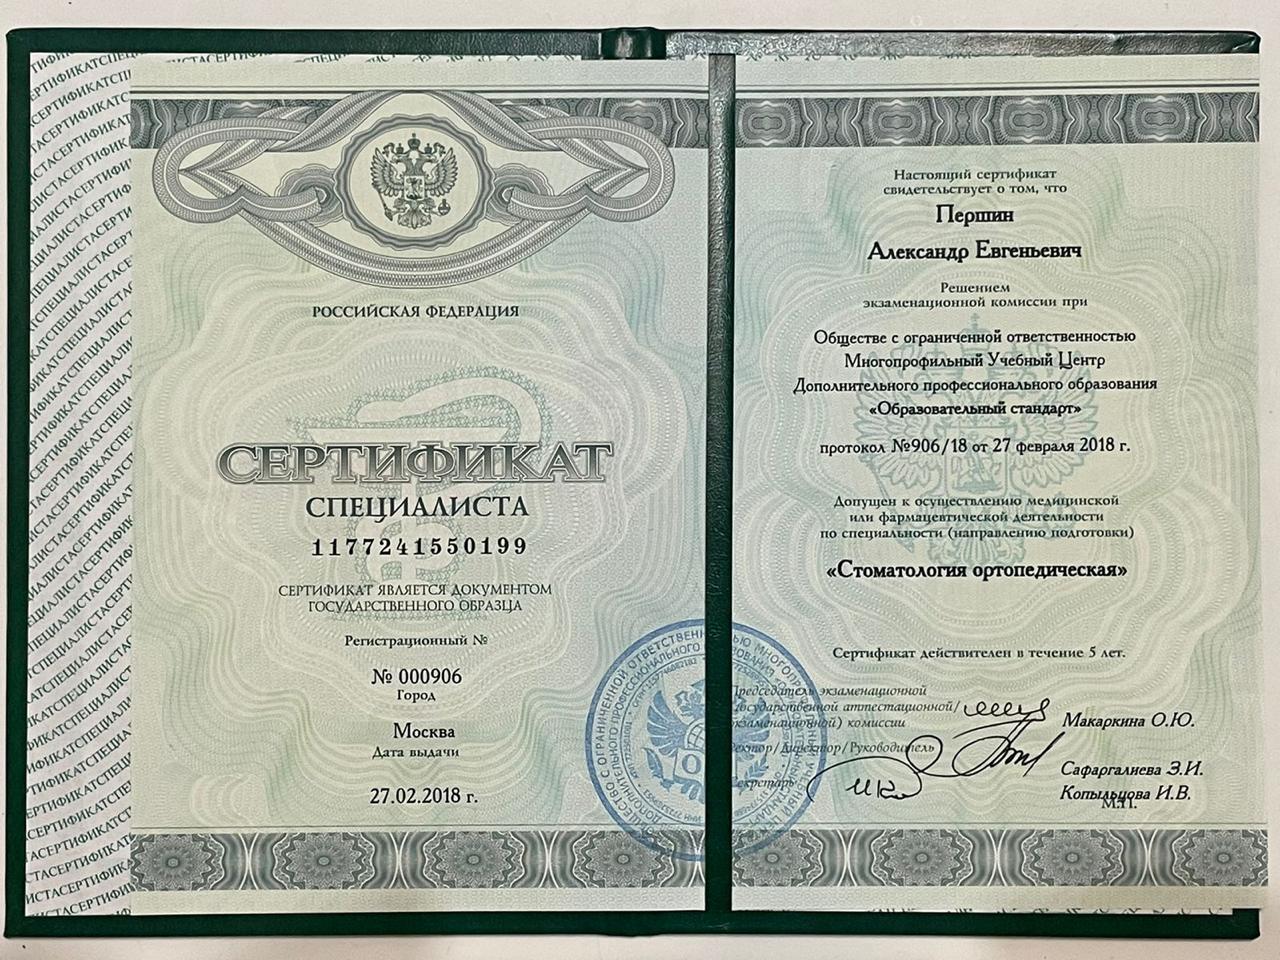 РОССИЙСКАЯ ФЕДЕРАЦИЯ
СЕРТИФИКАТ
СПЕЦИАЛИСТА
1177241550199
СЕРТИФИКАТ ЯВЛЯЕТСЯ ДОКУМЕНТОМ
ГОСУДАРСТВЕННОГО ОБРАЗЦА
Регистрационный №
№ 000906
Город
Москва
Дата выдачи
27.02.2018 г.
Настоящий сертификат
свидетельствует о том, что
Першин
Александр Евгеньевич
Решением
экзаменационной комиссии при
Обществе с ограниченной ответственностью
Многопрофильный Учебный Центр
Дополнительного профессионального образования
«Образовательный стандарт»
протокол №906/18 от 27 февраля 2018 г.
Допущен к осуществлению медицинской
или фармацевтической деятельности
по специальности (направлению подготовки)
«Стоматология ортопедическая»
Сертификат действителен в течение 5 лет.
Председатель экзаменационной
(государственной аттестационной/
экзаменационной) комиссии
Макаркина О.Ю.
Ректор/Директор/Руководитель
Сафаргалиева З.И.
Секретарь
Копыльцова И.В.
М.П.